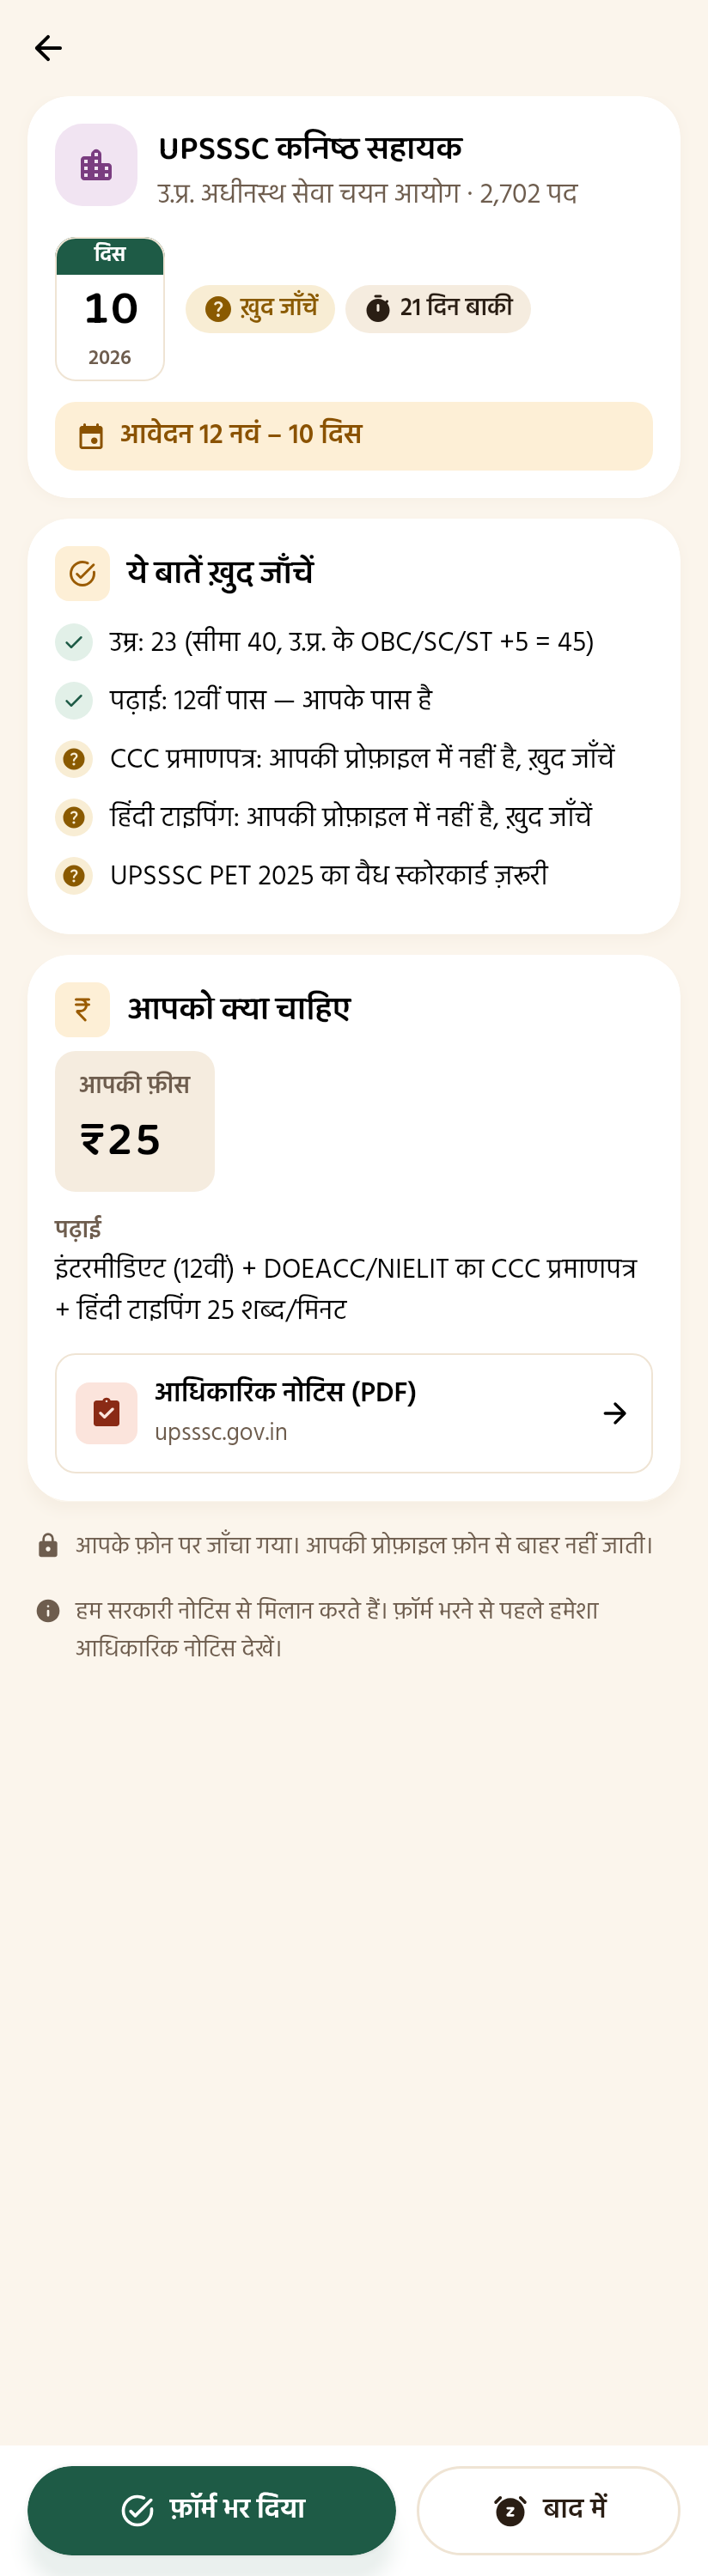 UPSSSC कनिष्ठ सहायक
उ.प्र. अधीनस्थ सेवा चयन आयोग · 2,702 पद
दिस
10
2026
ख़ुद जाँचें
21 दिन बाकी
आवेदन 12 नवं – 10 दिस
ये बातें ख़ुद जाँचें
उम्र: 23 (सीमा 40, उ.प्र. के OBC/SC/ST +5 = 45)
पढ़ाई: 12वीं पास — आपके पास है
CCC प्रमाणपत्र: आपकी प्रोफ़ाइल में नहीं है, ख़ुद जाँचें
हिंदी टाइपिंग: आपकी प्रोफ़ाइल में नहीं है, ख़ुद जाँचें
UPSSSC PET 2025 का वैध स्कोरकार्ड ज़रूरी
₹ आपको क्या चाहिए
आपकी फ़ीस
₹25
पढ़ाई
इंटरमीडिएट (12वीं) + DOEACC/NIELIT का CCC प्रमाणपत्र
+ हिंदी टाइपिंग 25 शब्द/मिनट
आधिकारिक नोटिस (PDF)
upsssc.gov.in
आपके फ़ोन पर जाँचा गया। आपकी प्रोफ़ाइल फ़ोन से बाहर नहीं जाती।
हम सरकारी नोटिस से मिलान करते हैं। फ़ॉर्म भरने से पहले हमेशा
आधिकारिक नोटिस देखें।
फ़ॉर्म भर दिया
बाद में